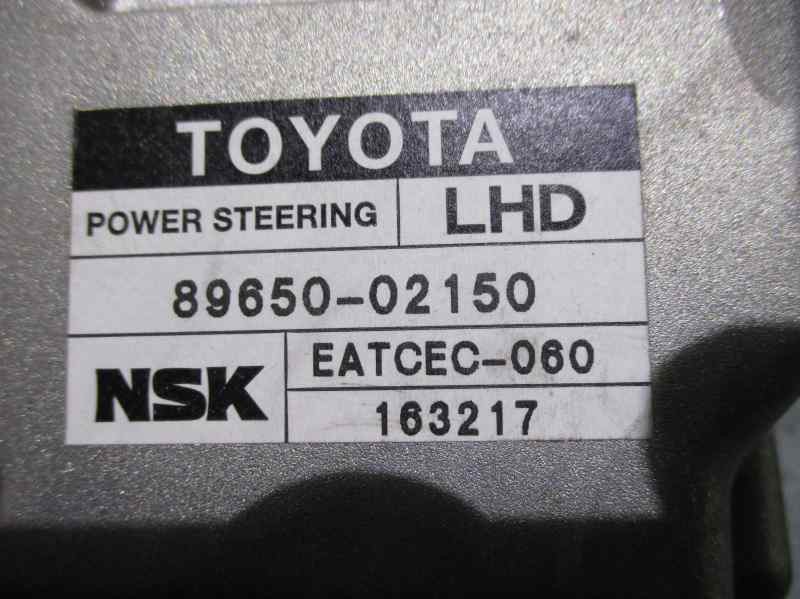 TOYOTA
POWER STEERING LHD
89650-02150
NSK EATCEC-060
163217